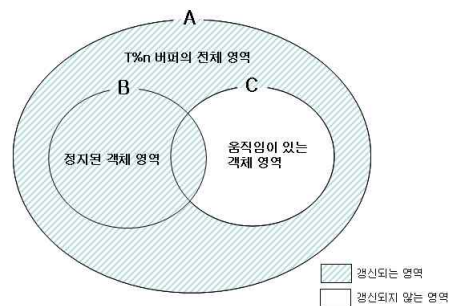 A
T%n 버퍼의 전체 영역
B
C
정지된 객체 영역
움직임이 있는
객체 영역
갱신되는 영역
갱신되지 않는 영역